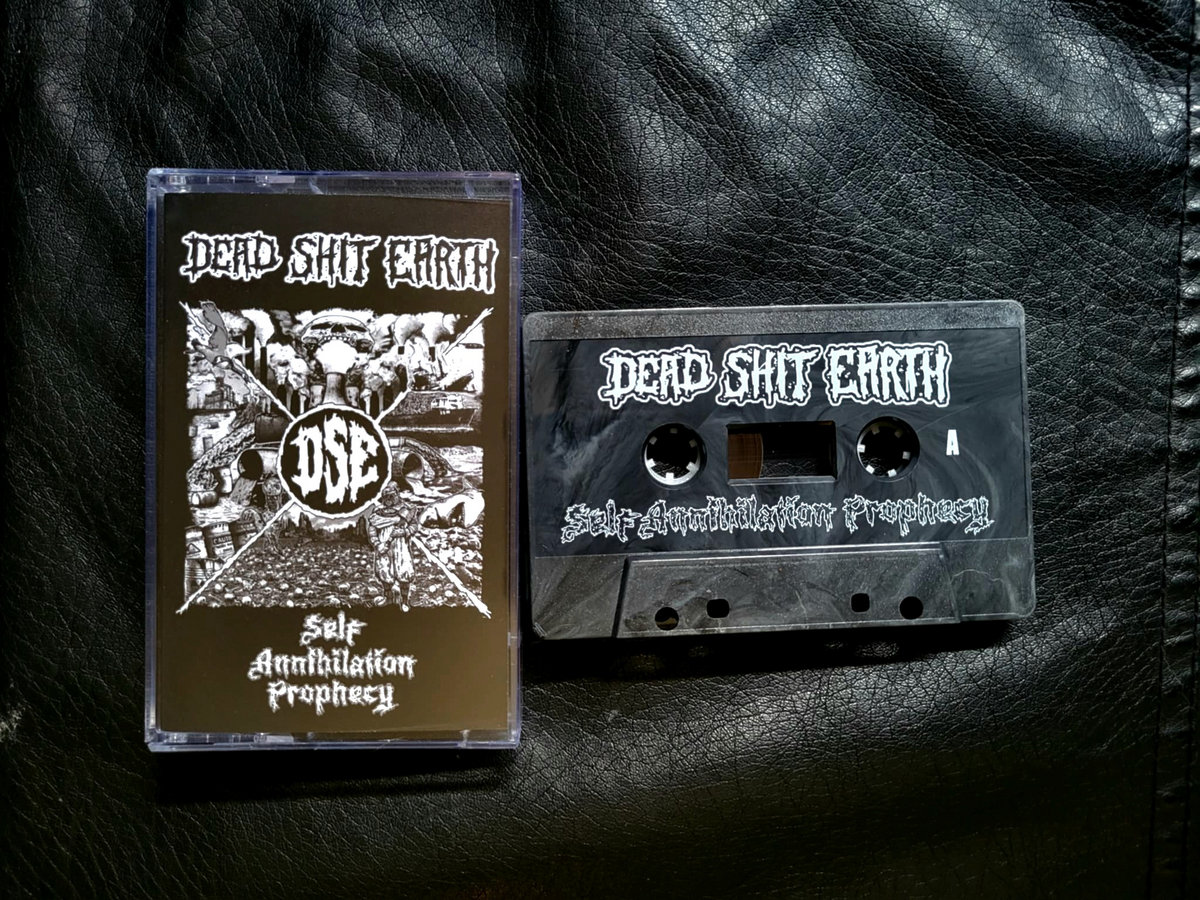 DEAD SHIT EARTH
DSE
Self
Annihilation
Prophecy
DEAD SHIT EARTH
A
Self Annihilation Prophecy